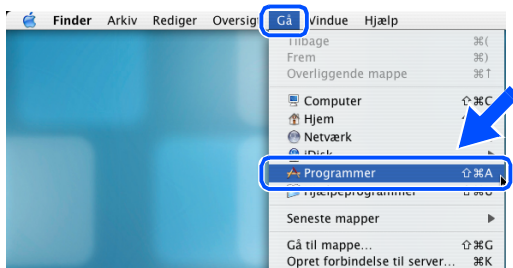 Finder Arkiv Rediger Oversigt Gå Vindue Hjælp
Tilbage ⌘(
Frem ⌘)
Overliggende mappe ⌘↑
Computer ⇧⌘C
Hjem
Netværk
iDisk
Programmer ⇧⌘A
Hjælpeprogrammer ⇧⌘U
Seneste mapper
Gå til mappe... ⇧⌘G
Opret forbindelse til server... ⌘K